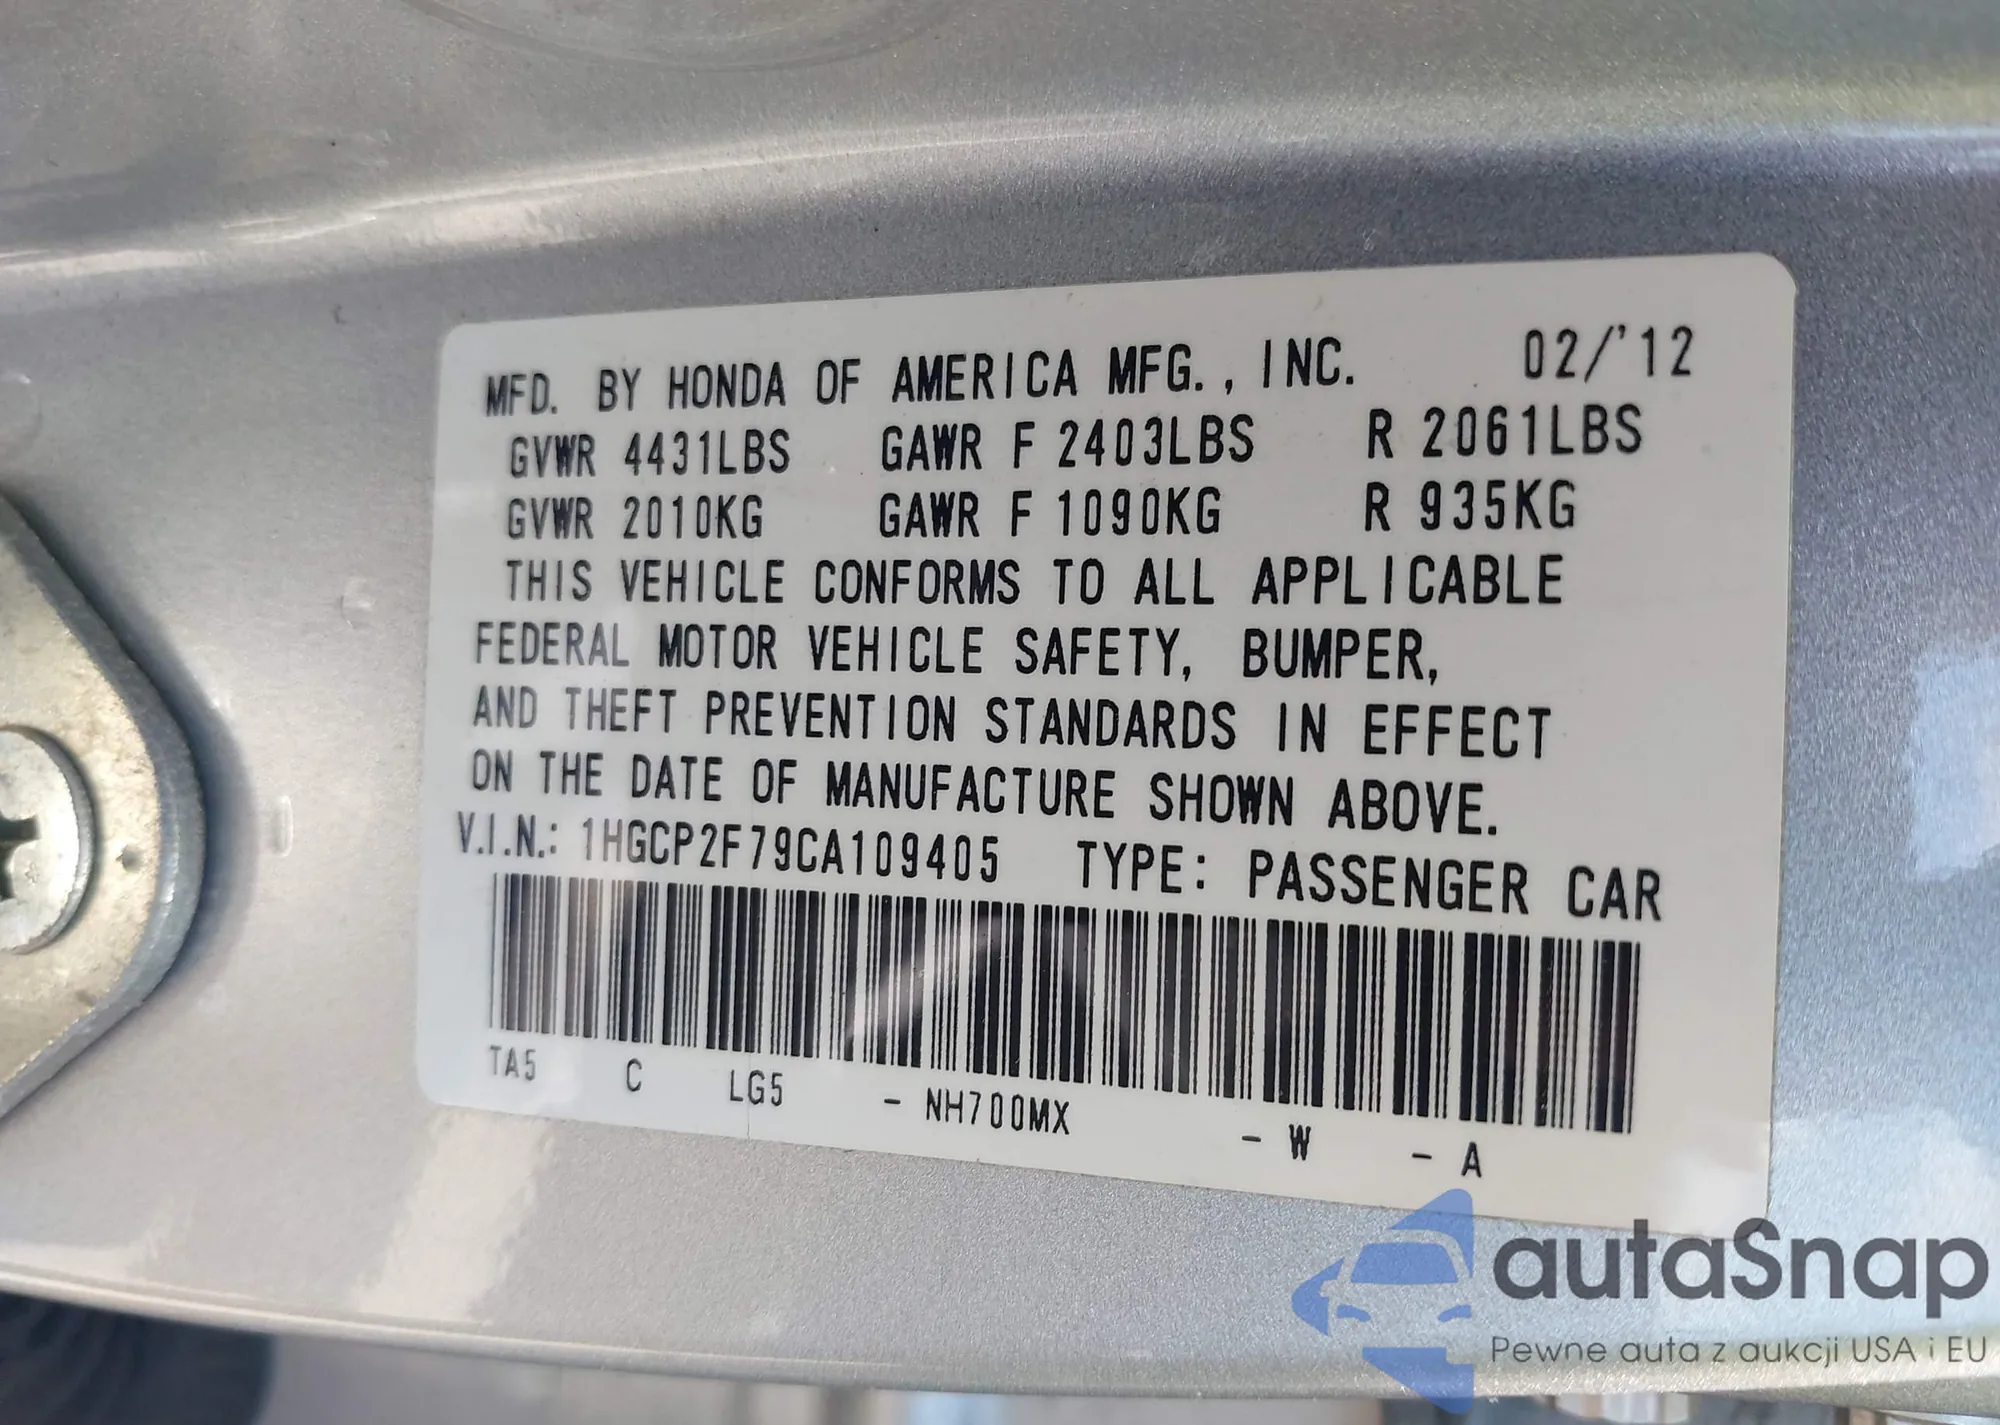 MFD. BY HONDA OF AMERICA MFG., INC. 02/'12
GVWR 4431LBS GAWR F 2403LBS R 2061LBS
GVWR 2010KG GAWR F 1090KG R 935KG
THIS VEHICLE CONFORMS TO ALL APPLICABLE
FEDERAL MOTOR VEHICLE SAFETY, BUMPER,
AND THEFT PREVENTION STANDARDS IN EFFECT
ON THE DATE OF MANUFACTURE SHOWN ABOVE.
V.I.N.: 1HGCP2F79CA109405 TYPE: PASSENGER CAR
TA5 C LG5 - NH700MX - W - A
autaSnap
Pewne auta z aukcji USA i EU